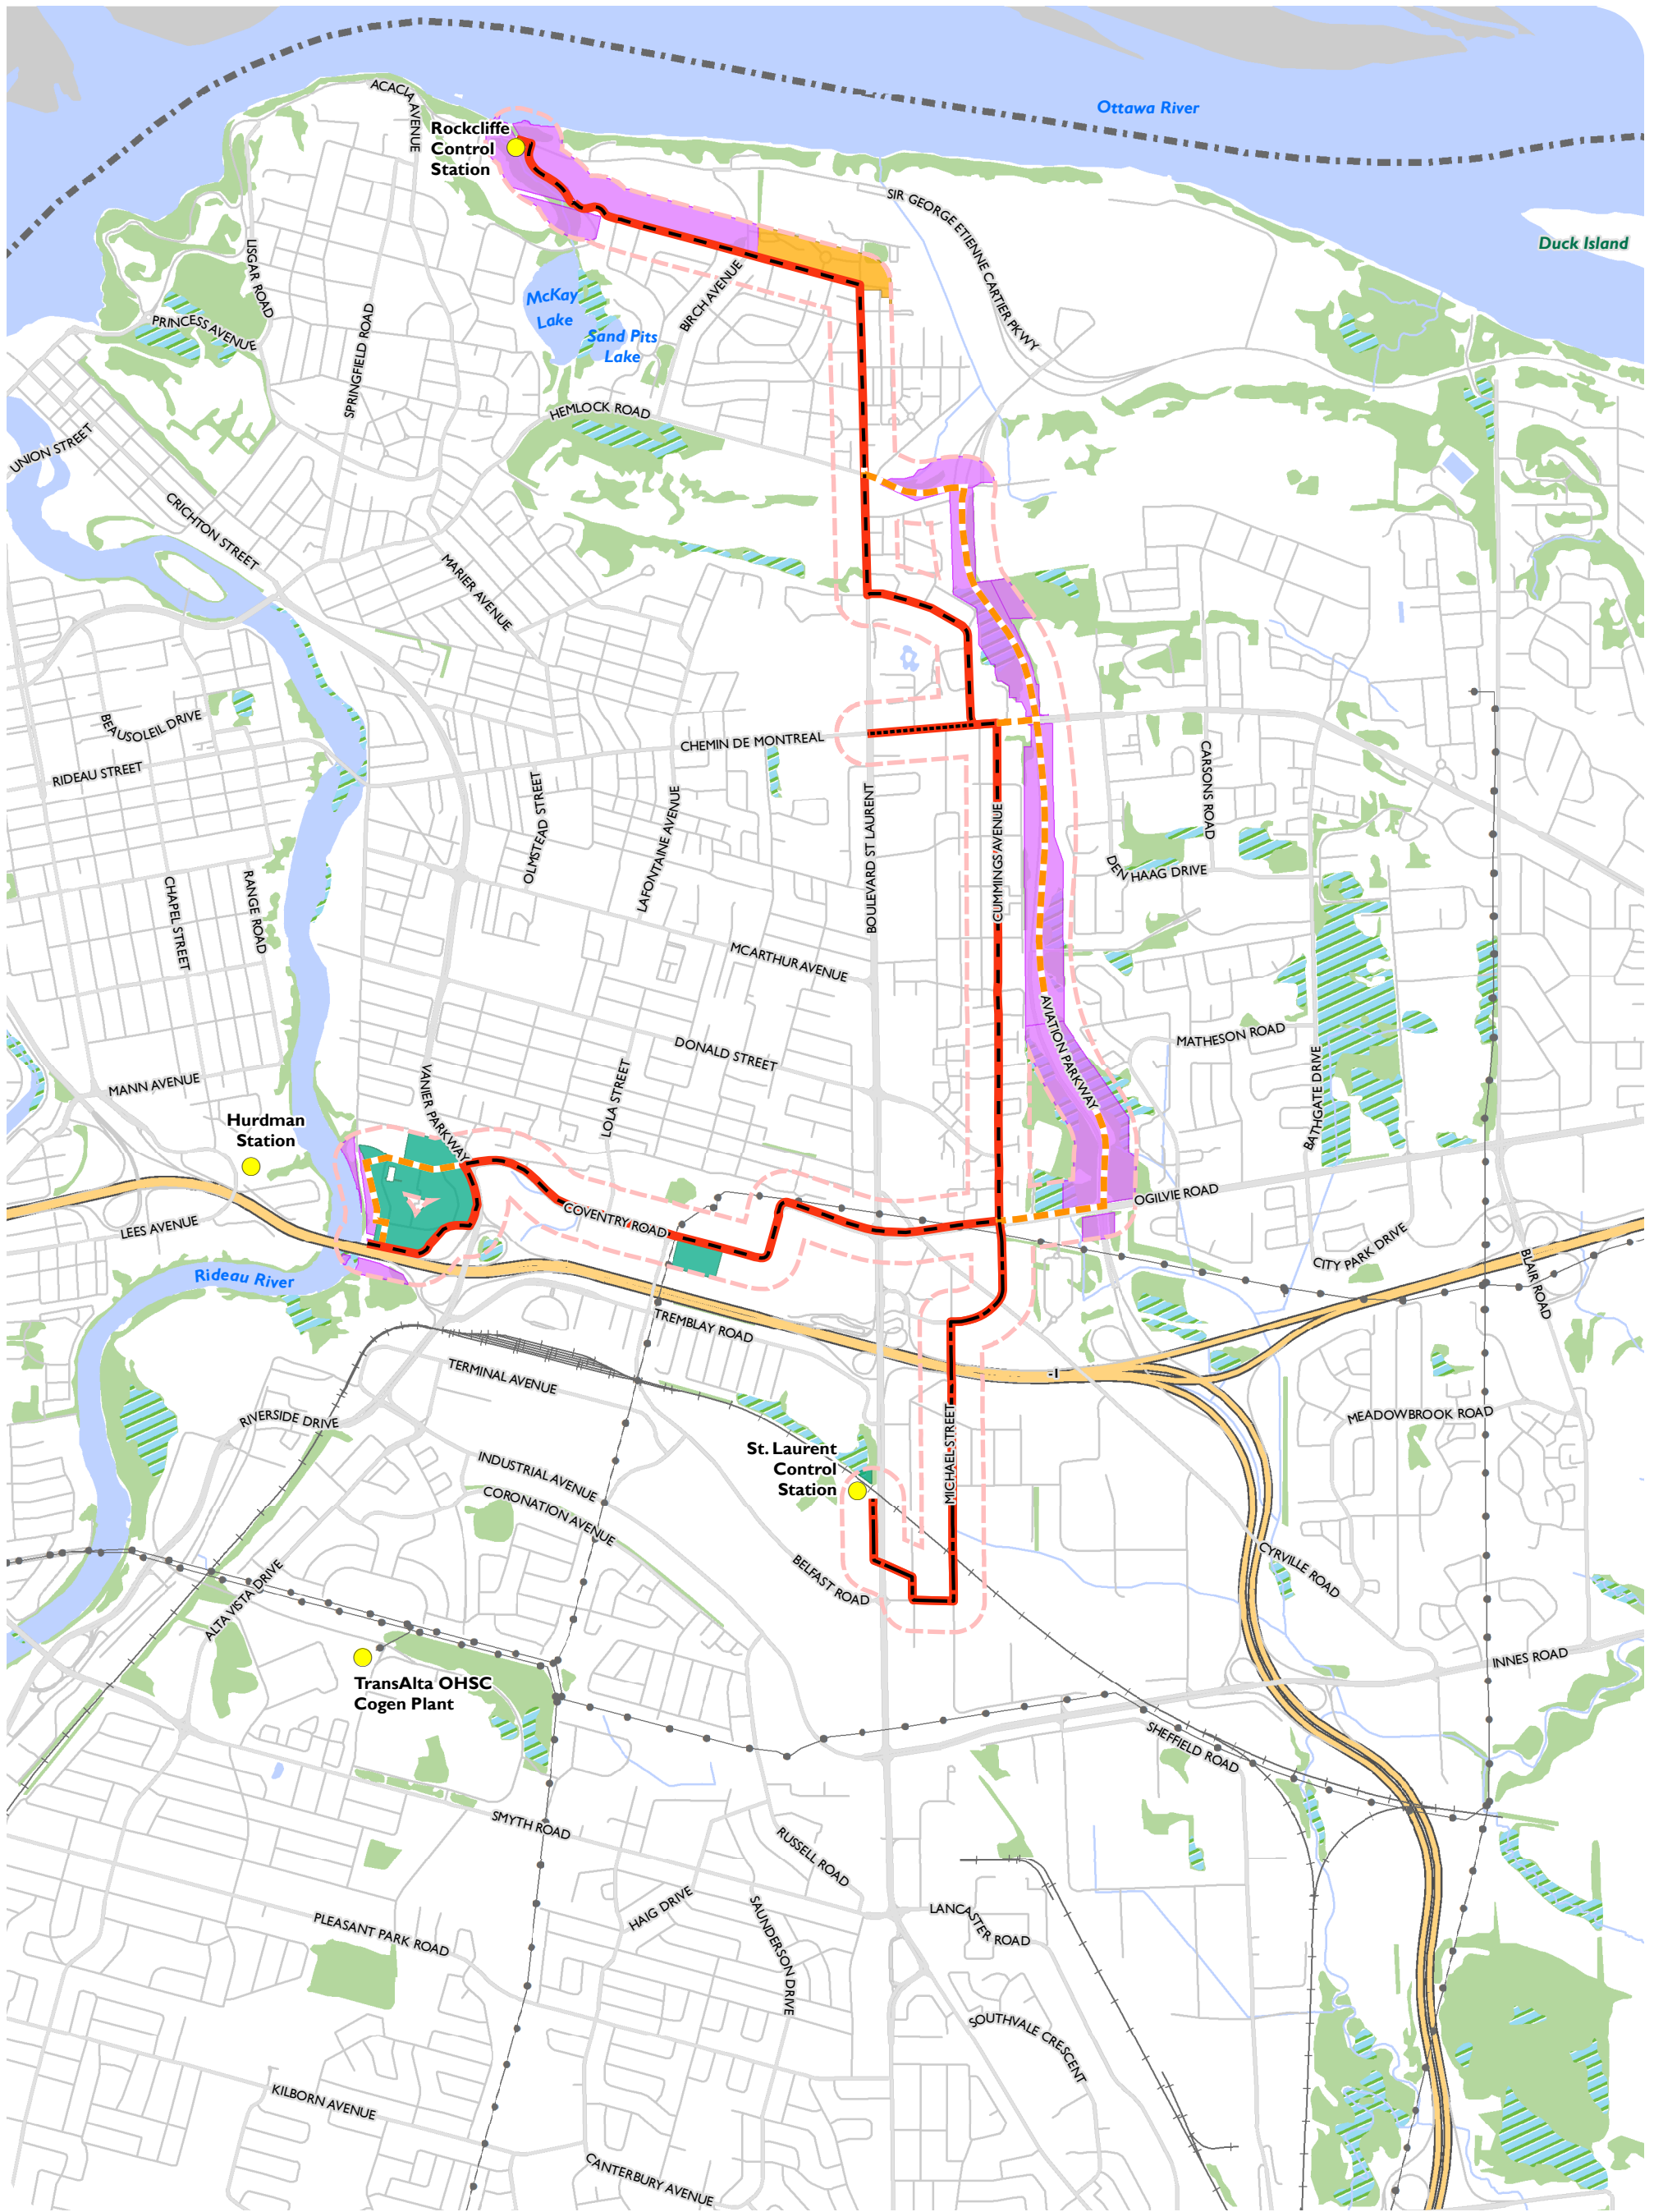 Ottawa River
ACACIA AVENUE
Rockcliffe
Control
Station
SIR GEORGE ETIENNE CARTIER PKWY
Duck Island
LISGAR ROAD
BIRCH AVENUE
McKay
Lake
PRINCESS AVENUE
Sand Pits
Lake
SPRINGFIELD ROAD
HEMLOCK ROAD
UNION STREET
CRICHTON STREET
MARIER AVENUE
BEAUSOLEIL DRIVE
CHEMIN DE MONTREAL
RIDEAU STREET
CARSONS ROAD
OLMSTEAD STREET
LAFONTAINE AVENUE
BOULEVARD ST LAURENT
CUMMINGS AVENUE
DEN HAAG DRIVE
CHAPEL STREET
RANGE ROAD
MCARTHUR AVENUE
AVIATION PARKWAY
MATHESON ROAD
DONALD STREET
BATHGATE DRIVE
MANN AVENUE
VANIER PARKWAY
LOLA STREET
Hurdman
Station
OGILVIE ROAD
COVENTRY ROAD
LEES AVENUE
CITY PARK DRIVE
BLAIR ROAD
Rideau River
TREMBLAY ROAD
TERMINAL AVENUE
-1
RIVERSIDE DRIVE
MEADOWBROOK ROAD
MICHAEL STREET
St. Laurent
Control
Station
INDUSTRIAL AVENUE
CORONATION AVENUE
BELFAST ROAD
CYRVILLE ROAD
ALTA VISTA DRIVE
INNES ROAD
TransAlta OHSC
Cogen Plant
SHEFFIELD ROAD
SMYTH ROAD
RUSSELL ROAD
HAIG DRIVE
SAUNDERSON DRIVE
LANCASTER ROAD
PLEASANT PARK ROAD
SOUTHVALE CRESCENT
KILBORN AVENUE
CANTERBURY AVENUE